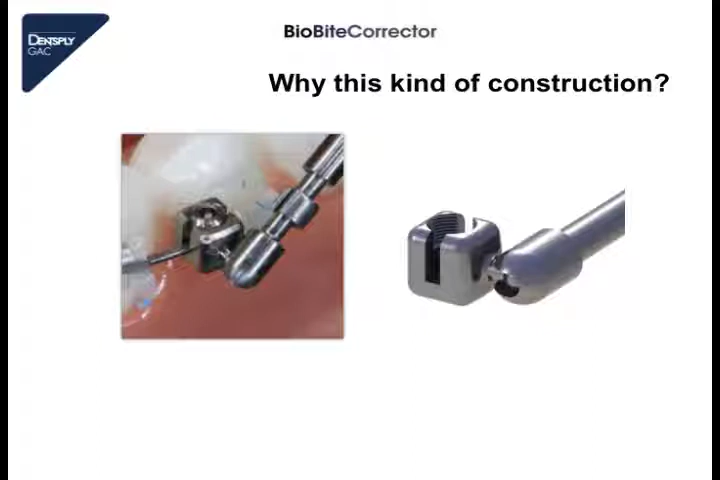 DENTSPLY
GAC
BioBiteCorrector
Why this kind of construction?